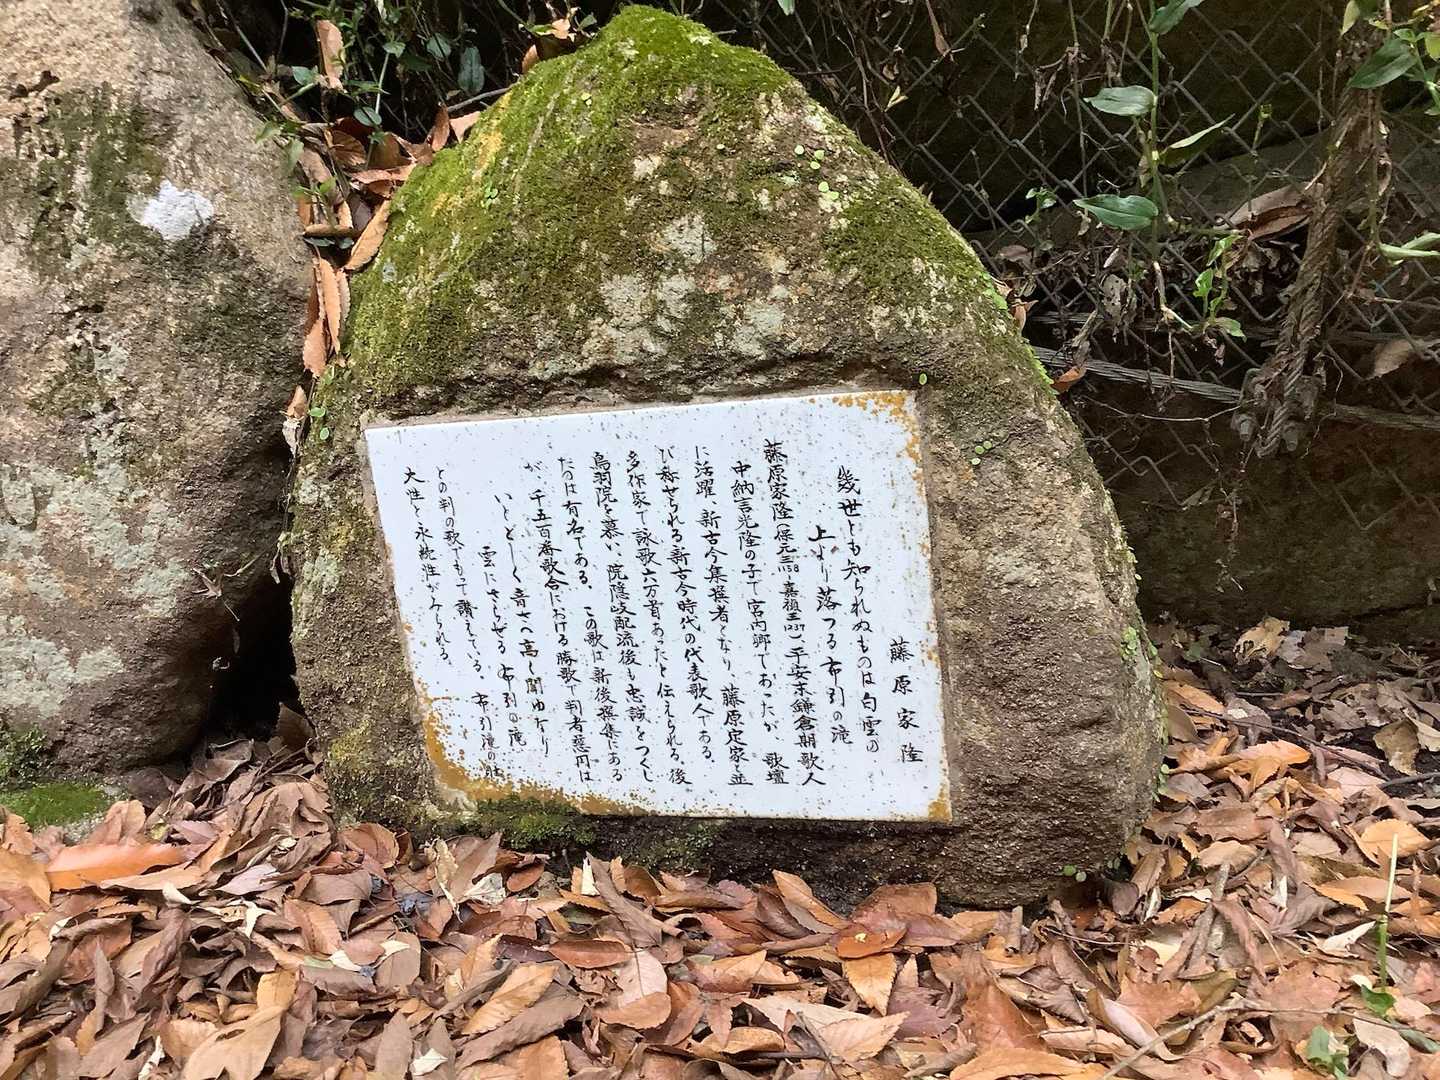 藤原家隆
幾世とも知られぬものは白雲の
上より落つる布引の滝
藤原家隆(保元三1158-嘉禎三1237)、平安末鎌倉期歌人
中納言光隆の子で宮内卿であったが、歌壇
に活躍、新古今集撰者となり、藤原定家と並
び称せられる新古今時代の代表歌人である。
多作家で詠歌六万首あったと伝えられる。後
鳥羽院を慕い、院隠岐配流後も忠誠をつくし
たのは有名である。この歌は新後撰集にある
が、千五百番歌合における勝歌で判者慈円は
いとどしく音さへ高く聞ゆなり
雲にさらせる布引の滝
との判の歌でもって讃えている。布引滝の壮
大性と永続性がみられる。